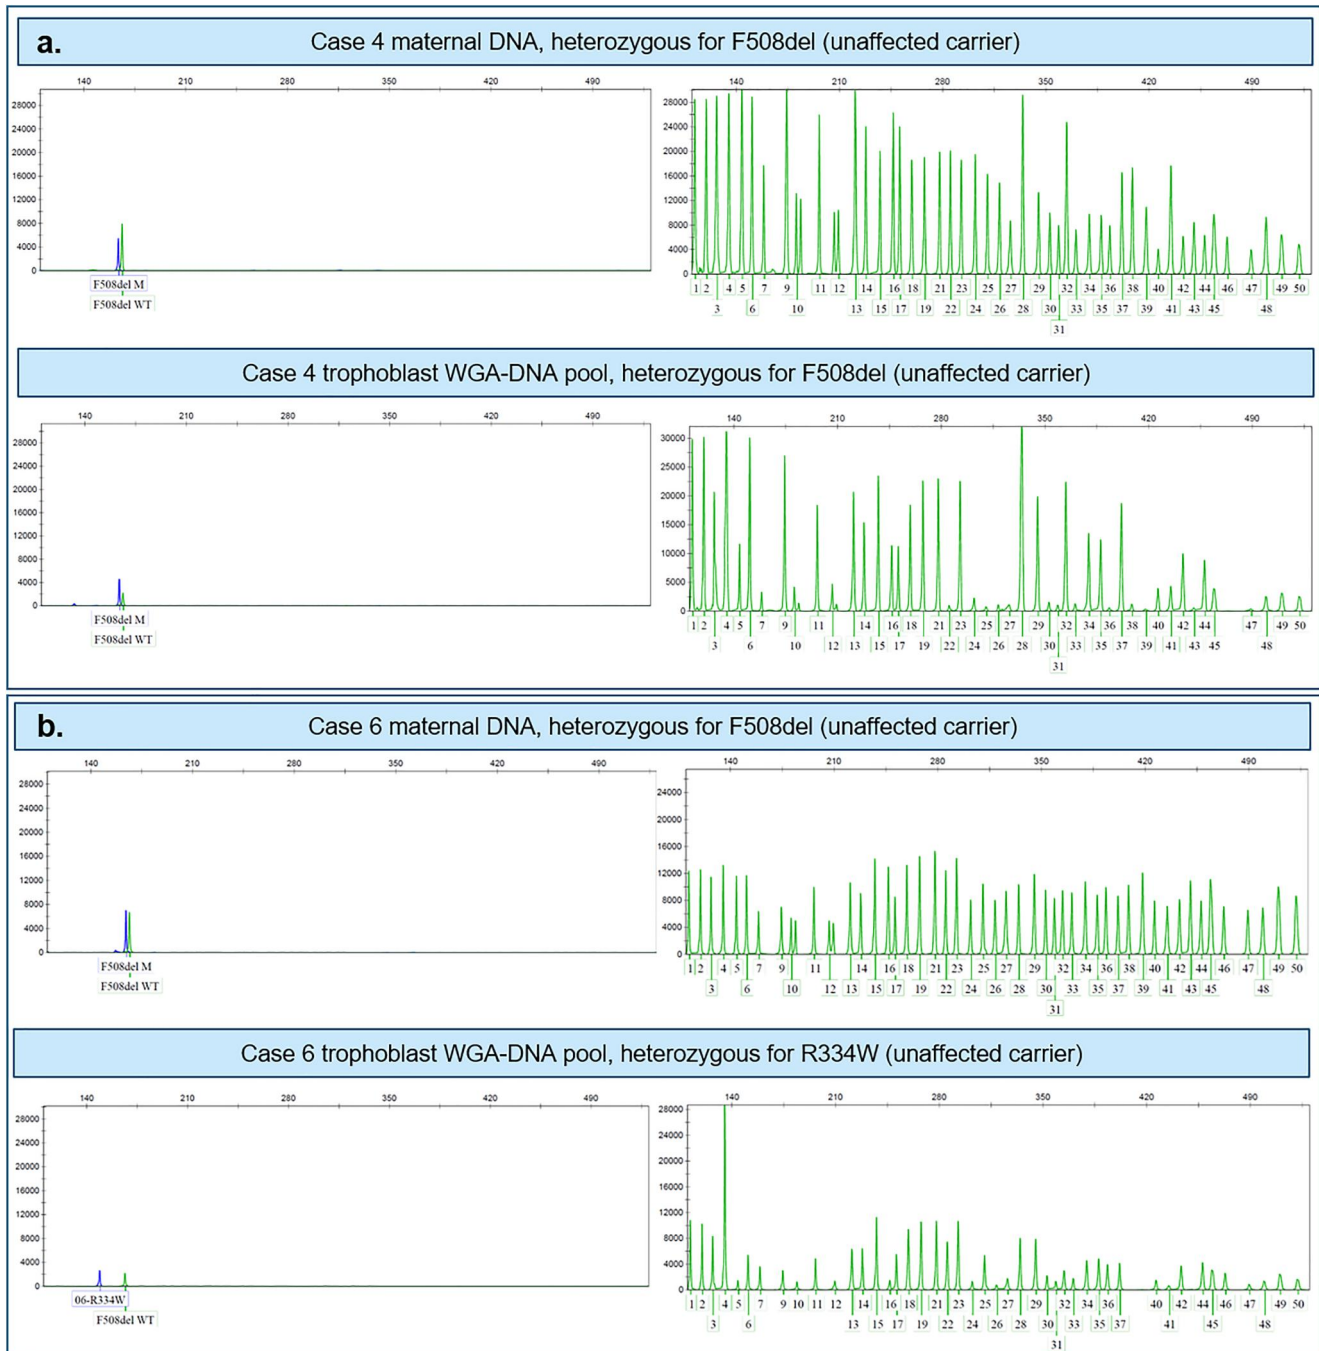 a.
Case 4 maternal DNA, heterozygous for F508del (unaffected carrier)
140 210 280 350 420 490
28000
24000
20000
16000
12000
8000
4000
0
F508del M
F508del WT
140 210 280 350 420 490
28000
24000
20000
16000
12000
8000
4000
0
1 2 4 5 7 9 11 12 14 16 18 21 23 25 27 29 32 34 36 38 40 42 44 46 47 49 50
3 6 10 13 15 17 19 22 24 26 28 30 33 35 37 39 41 43 45 48
31
Case 4 trophoblast WGA-DNA pool, heterozygous for F508del (unaffected carrier)
140 210 280 350 420 490
28000
24000
20000
16000
12000
8000
4000
0
F508del M
F508del WT
140 210 280 350 420 490
30000
25000
20000
15000
10000
5000
0
1 2 4 5 7 9 11 14 16 18 21 23 25 27 29 32 34 36 38 40 42 44 47 49 50
3 6 10 12 13 15 17 19 22 24 26 28 30 33 35 37 39 41 43 45 48
31
b.
Case 6 maternal DNA, heterozygous for F508del (unaffected carrier)
140 210 280 350 420 490
28000
24000
20000
16000
12000
8000
4000
0
F508del M
F508del WT
140 210 280 350 420 490
24000
20000
16000
12000
8000
4000
0
1 2 4 5 7 9 11 14 16 18 21 23 25 27 29 32 34 36 38 40 42 44 46 47 49 50
3 6 10 12 13 15 17 19 22 24 26 28 30 33 35 37 39 41 43 45 48
31
Case 6 trophoblast WGA-DNA pool, heterozygous for R334W (unaffected carrier)
140 210 280 350 420 490
28000
24000
20000
16000
12000
8000
4000
0
06-R334W
F508del WT
140 210 280 350 420 490
28000
24000
20000
16000
12000
8000
4000
0
1 2 4 5 7 9 10 11 12 14 16 18 21 23 25 27 29 32 34 36 40 42 44 46 47 49 50
3 6 13 15 17 19 22 24 26 28 30 33 35 37 41 45 48
31